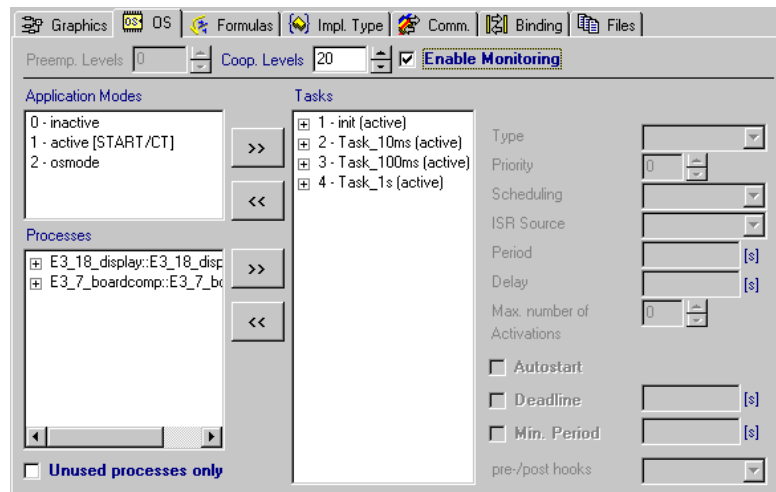 Graphics OS Formulas Impl. Type Comm. Binding Files
Preemp. Levels 0 Coop. Levels 20 Enable Monitoring
Application Modes
0 - inactive
1 - active [START/CT]
2 - osmode
>>
<<
Processes
E3_18_display::E3_18_disp
E3_7_boardcomp::E3_7_bo
>>
<<
Unused processes only
Tasks
1 - init (active)
2 - Task_10ms (active)
3 - Task_100ms (active)
4 - Task_1s (active)
Type
Priority 0
Scheduling
ISR Source
Period [s]
Delay [s]
Max. number of 0
Activations
Autostart
Deadline [s]
Min. Period [s]
pre-/post hooks